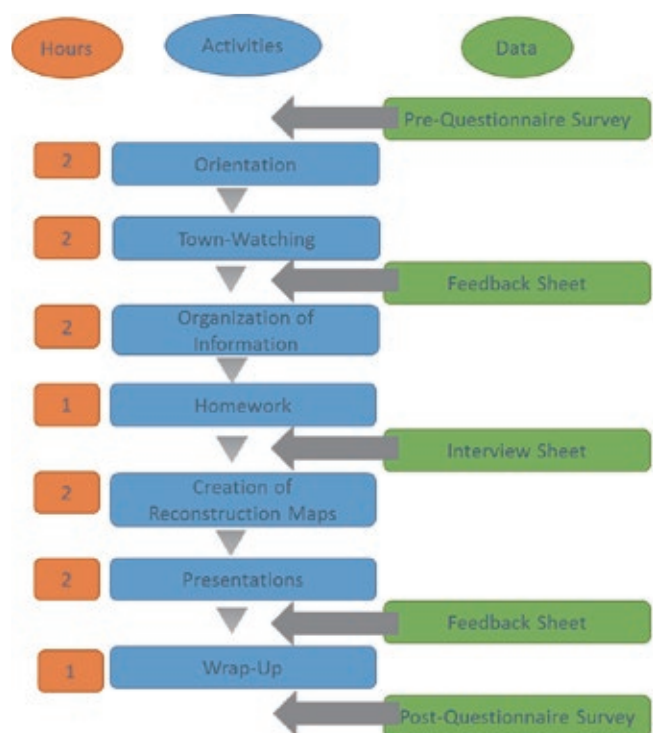 Hours
Activities
Data
Pre-Questionnaire Survey
2
Orientation
2
Town-Watching
Feedback Sheet
2
Organization of
Information
1
Homework
Interview Sheet
2
Creation of
Reconstruction Maps
2
Presentations
Feedback Sheet
1
Wrap-Up
Post-Questionnaire Survey